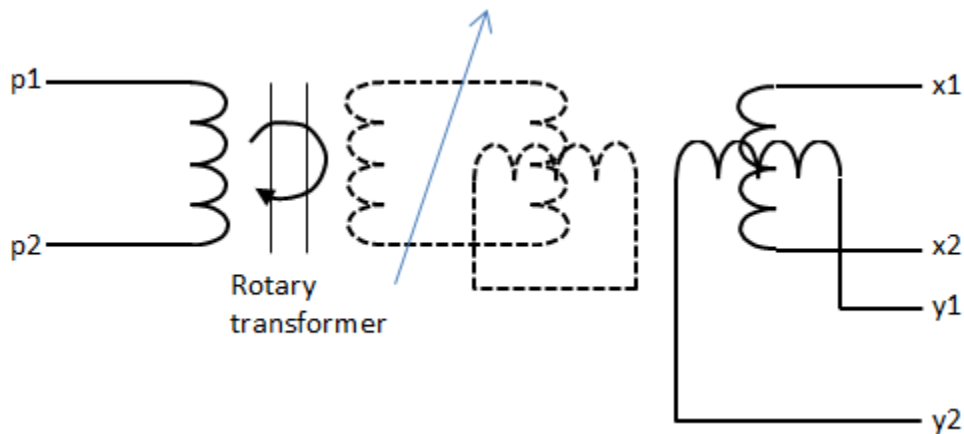 p1
p2
Rotary
transformer
x1
x2
y1
y2